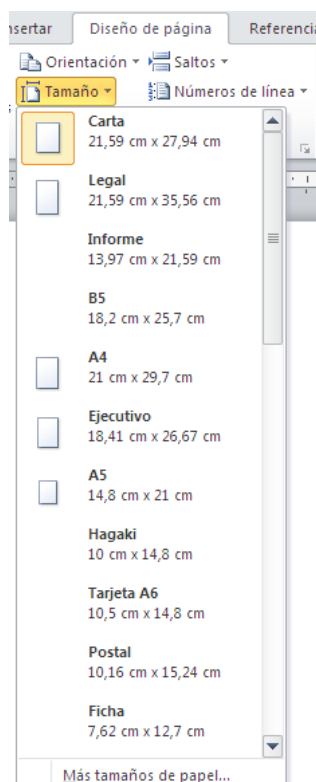 nsertar Diseño de página Referencia
Orientación Saltos
Tamaño Números de línea
Carta
21,59 cm x 27,94 cm
Legal
21,59 cm x 35,56 cm
Informe
13,97 cm x 21,59 cm
B5
18,2 cm x 25,7 cm
A4
21 cm x 29,7 cm
Ejecutivo
18,41 cm x 26,67 cm
A5
14,8 cm x 21 cm
Hagaki
10 cm x 14,8 cm
Tarjeta A6
10,5 cm x 14,8 cm
Postal
10,16 cm x 15,24 cm
Ficha
7,62 cm x 12,7 cm
Más tamaños de papel...